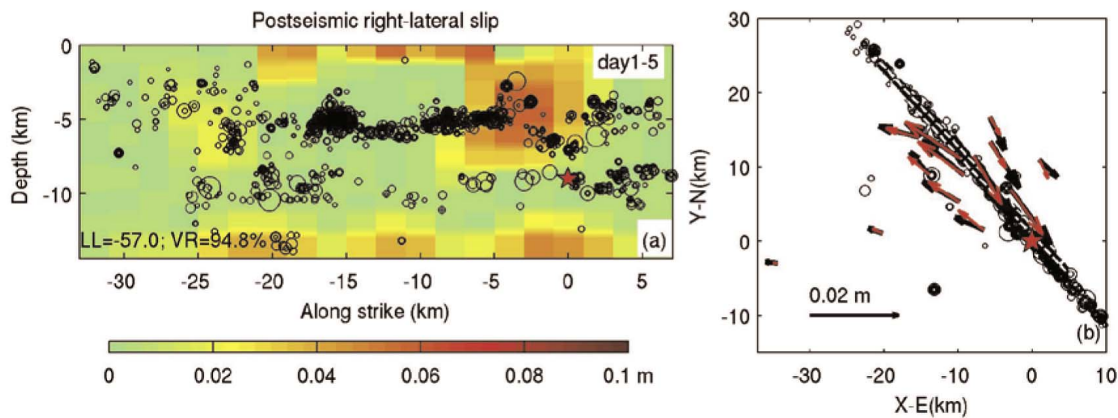 Postseismic right-lateral slip
0
day1-5
-5
-10
Depth (km)
LL=-57.0; VR=94.8%
(a)
-30 -25 -20 -15 -10 -5 0 5
Along strike (km)
0 0.02 0.04 0.06 0.08 0.1 m
30
20
10
0
-10
Y-N(km)
0.02 m
(b)
-30 -20 -10 0 10
X-E(km)